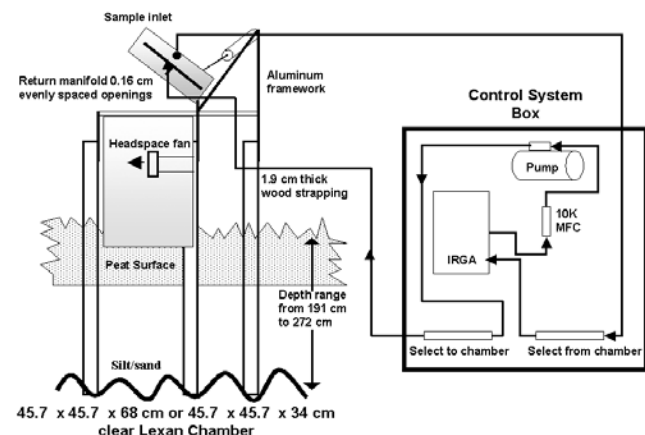 Sample inlet
Return manifold 0.16 cm
evenly spaced openings
Aluminum
framework
Headspace fan
1.9 cm thick
wood strapping
Peat Surface
Depth range
from 191 cm
to 272 cm
Silt/sand
45.7 x 45.7 x 68 cm or 45.7 x 45.7 x 34 cm
clear Lexan Chamber
Control System
Box
Pump
10K
MFC
IRGA
Select to chamber
Select from chamber